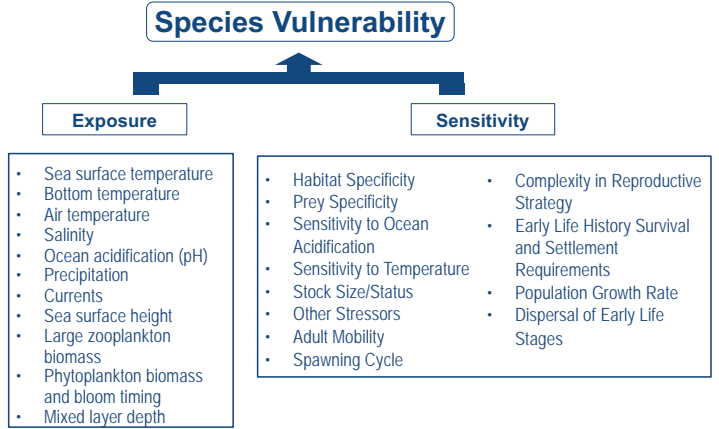 Species Vulnerability
Exposure
Sensitivity
• Sea surface temperature
• Bottom temperature
• Air temperature
• Salinity
• Ocean acidification (pH)
• Precipitation
• Currents
• Sea surface height
• Large zooplankton
biomass
• Phytoplankton biomass
and bloom timing
• Mixed layer depth
• Habitat Specificity
• Prey Specificity
• Sensitivity to Ocean
Acidification
• Sensitivity to Temperature
• Stock Size/Status
• Other Stressors
• Adult Mobility
• Spawning Cycle
• Complexity in Reproductive
Strategy
• Early Life History Survival
and Settlement
Requirements
• Population Growth Rate
• Dispersal of Early Life
Stages